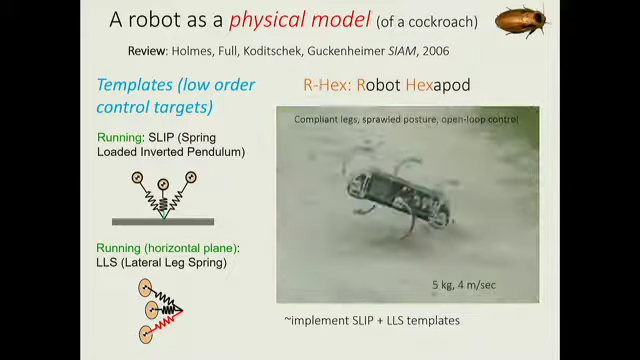 A robot as a physical model (of a cockroach)
Review: Holmes, Full, Koditschek, Guckenheimer SIAM, 2006
Templates (low order
control targets)
Running: SLIP (Spring
Loaded Inverted Pendulum)
Running (horizontal plane):
LLS (Lateral Leg Spring)
R-Hex: Robot Hexapod
Compliant legs, sprawled posture, open-loop control
5 kg, 4 m/sec
~implement SLIP + LLS templates